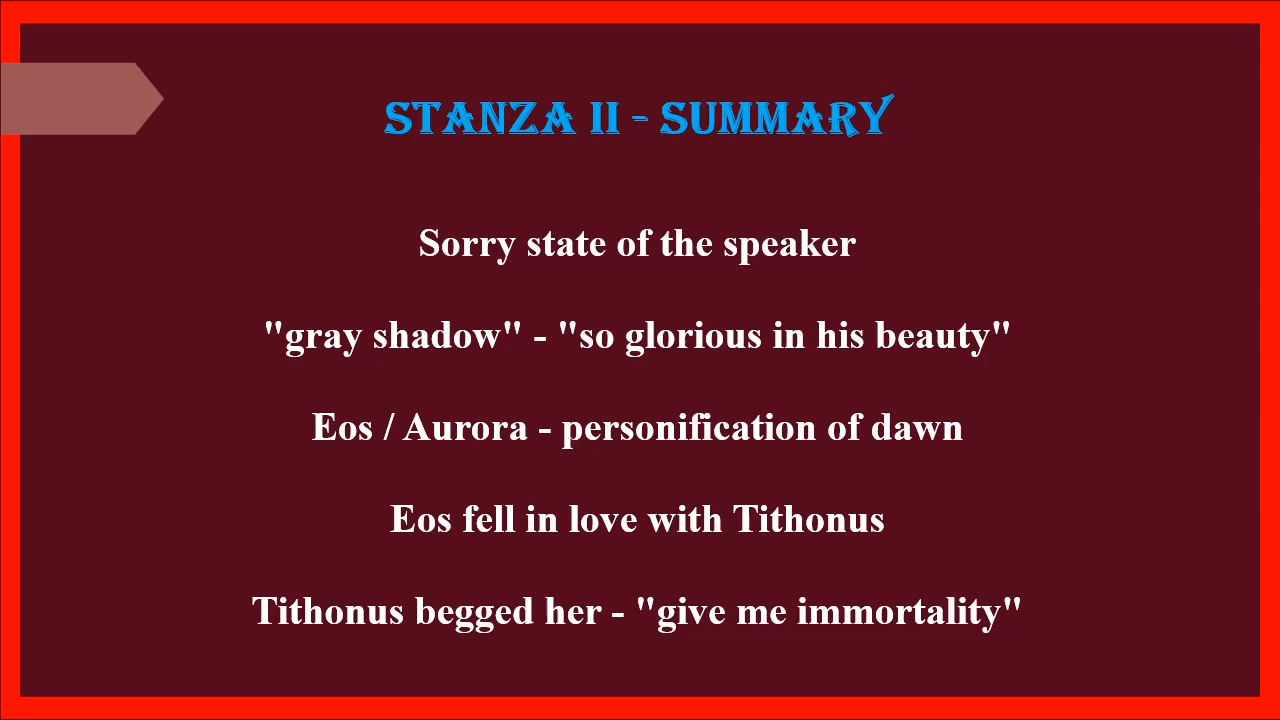 STANZA II - SUMMARY
Sorry state of the speaker
"gray shadow" - "so glorious in his beauty"
Eos / Aurora - personification of dawn
Eos fell in love with Tithonus
Tithonus begged her - "give me immortality"